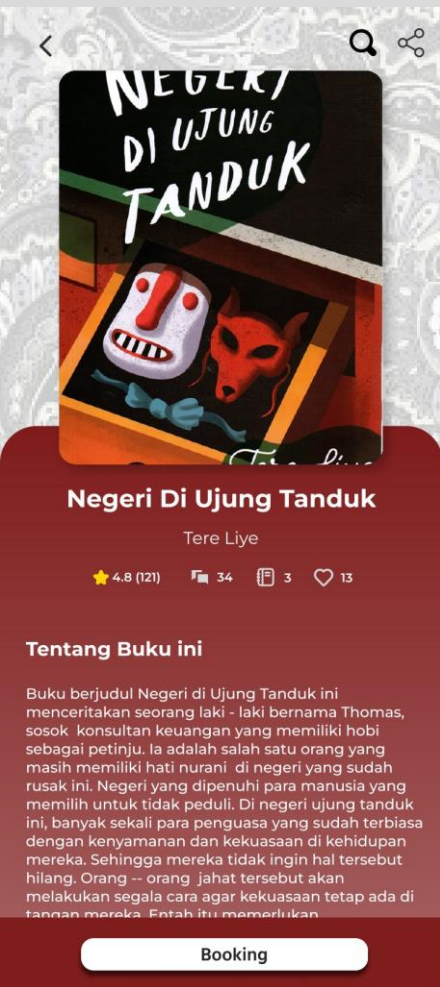 NEGERI
DI UJUNG
TANDUK
Tere Liye
Negeri Di Ujung Tanduk
Tere Liye
4.8 (121) 34 3 13
Tentang Buku ini
Buku berjudul Negeri di Ujung Tanduk ini
menceritakan seorang laki - laki bernama Thomas,
sosok konsultan keuangan yang memiliki hobi
sebagai petinju. Ia adalah salah satu orang yang
masih memiliki hati nurani di negeri yang sudah
rusak ini. Negeri yang dipenuhi para manusia yang
memilih untuk tidak peduli. Di negeri ujung tanduk
ini, banyak sekali para penguasa yang sudah terbiasa
dengan kenyamanan dan kekuasaan di kehidupan
mereka. Sehingga mereka tidak ingin hal tersebut
hilang. Orang -- orang jahat tersebut akan
melakukan segala cara agar kekuasaan tetap ada di
tangan mereka. Entah itu memerlukan
Booking